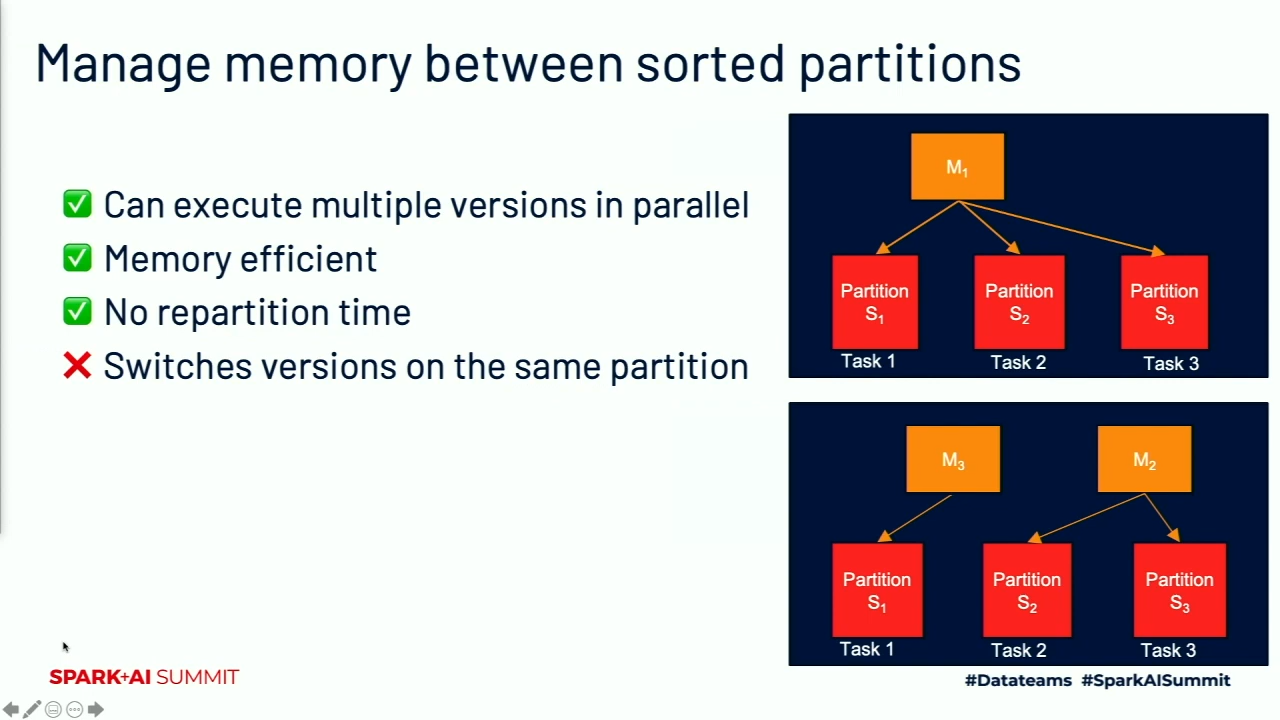 Manage memory between sorted partitions
✅ Can execute multiple versions in parallel
✅ Memory efficient
✅ No repartition time
❌ Switches versions on the same partition
M₁
Partition S₁
Partition S₂
Partition S₃
Task 1
Task 2
Task 3
M₃
M₂
Partition S₁
Partition S₂
Partition S₃
Task 1
Task 2
Task 3
SPARK+AI SUMMIT
#Datateams #SparkAISummit